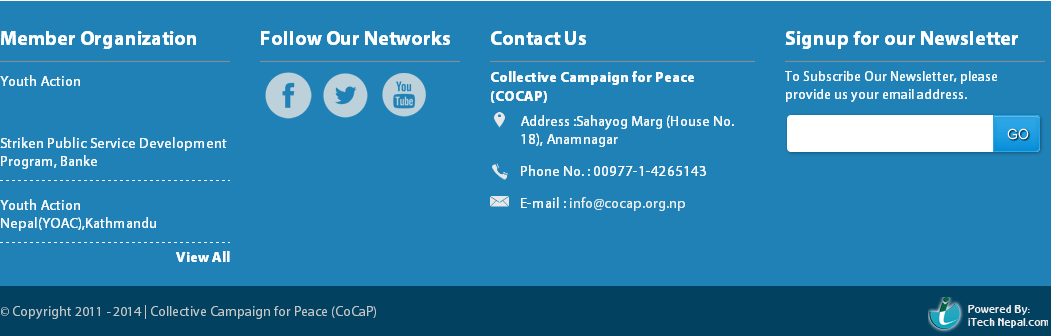 Member Organization
Youth Action
Striken Public Service Development
Program, Banke
Youth Action
Nepal(YOAC),Kathmandu
View All
Follow Our Networks
You
Tube
Contact Us
Collective Campaign for Peace
(COCAP)
Address :Sahayog Marg (House No.
18), Anamnagar
Phone No. : 00977-1-4265143
E-mail : info@cocap.org.np
Signup for our Newsletter
To Subscribe Our Newsletter, please
provide us your email address.
GO
© Copyright 2011 - 2014 | Collective Campaign for Peace (CoCaP)
Powered By:
iTech Nepal.com